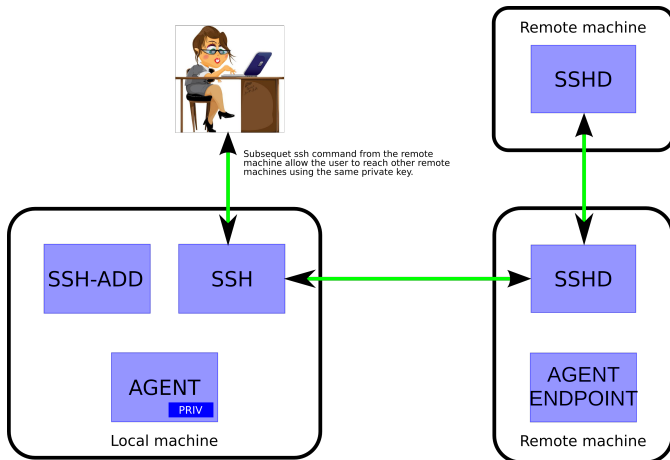 Remote machine
SSHD
Subsequet ssh command from the remote
machine allow the user to reach other remote
machines using the same private key.
SSH-ADD
SSH
SSHD
AGENT
PRIV
AGENT
ENDPOINT
Local machine
Remote machine